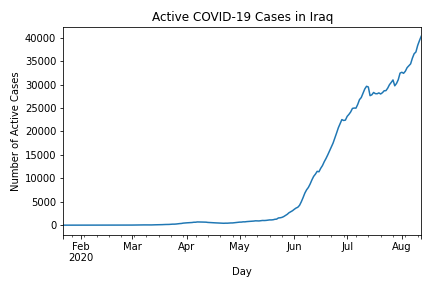 Active COVID-19 Cases in Iraq
40000
35000
30000
25000
20000
15000
10000
5000
0
Number of Active Cases
Feb Mar Apr May Jun Jul Aug
2020
Day